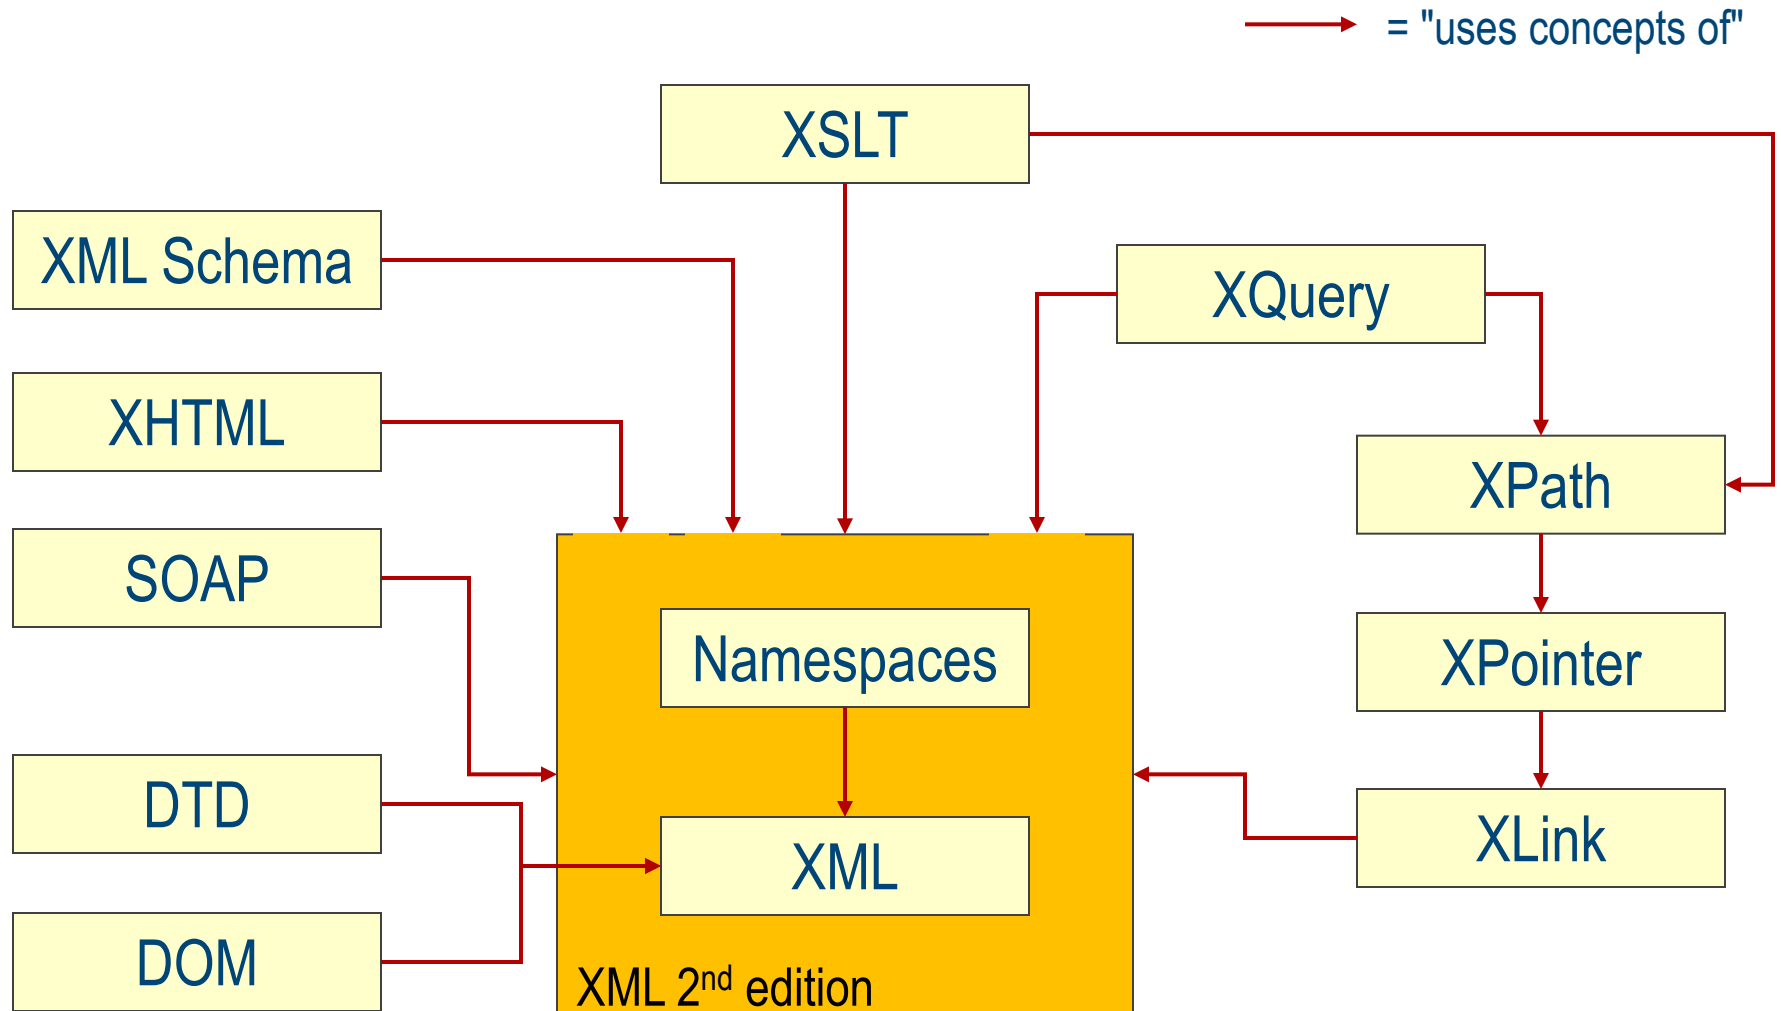 = "uses concepts of"
XSLT
XML Schema
XQuery
XHTML
XPath
SOAP
Namespaces
XPointer
DTD
XML
XLink
DOM
XML 2nd edition